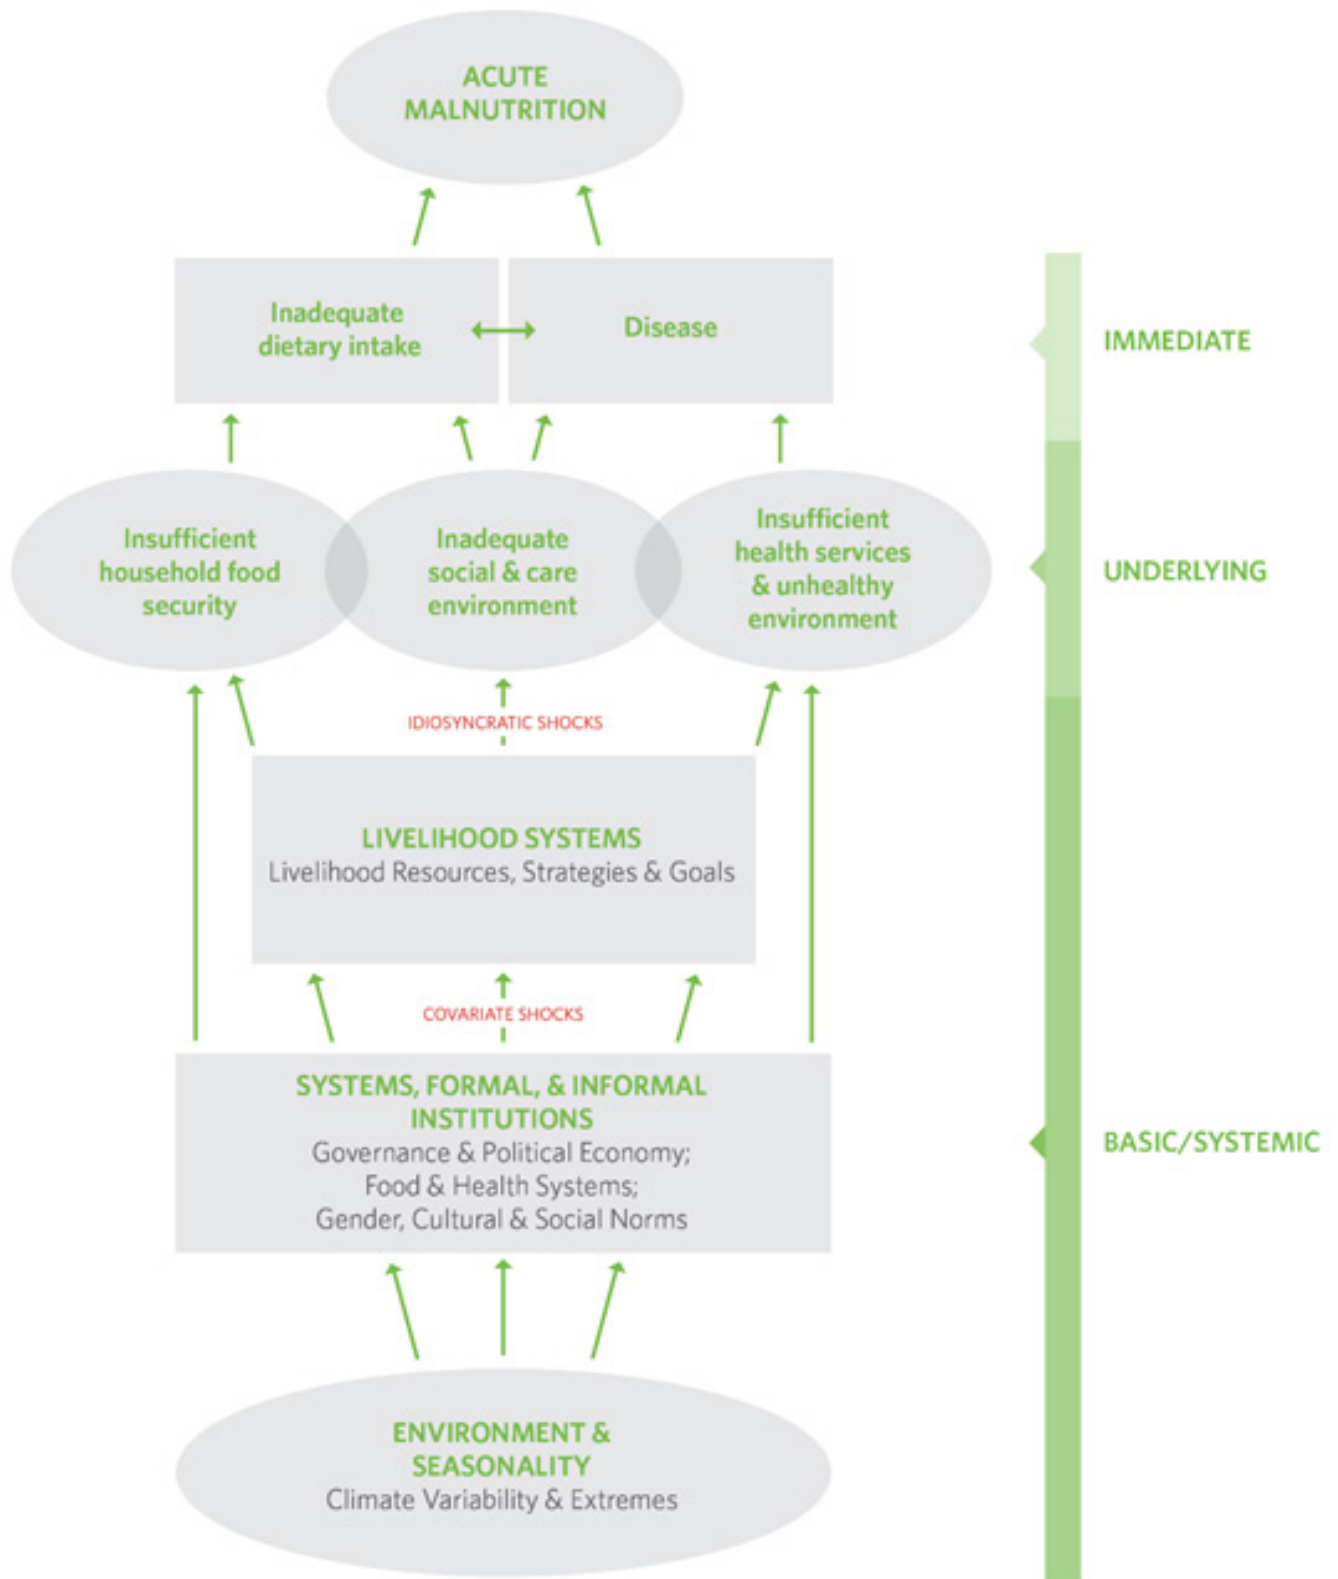 ACUTE
MALNUTRITION
Inadequate
dietary intake
Disease
IMMEDIATE
Insufficient
household food
security
Inadequate
social & care
environment
Insufficient
health services
& unhealthy
environment
UNDERLYING
IDIOSYNCRATIC SHOCKS
LIVELIHOOD SYSTEMS
Livelihood Resources, Strategies & Goals
COVARIATE SHOCKS
SYSTEMS, FORMAL, & INFORMAL
INSTITUTIONS
Governance & Political Economy;
Food & Health Systems;
Gender, Cultural & Social Norms
BASIC/SYSTEMIC
ENVIRONMENT &
SEASONALITY
Climate Variability & Extremes